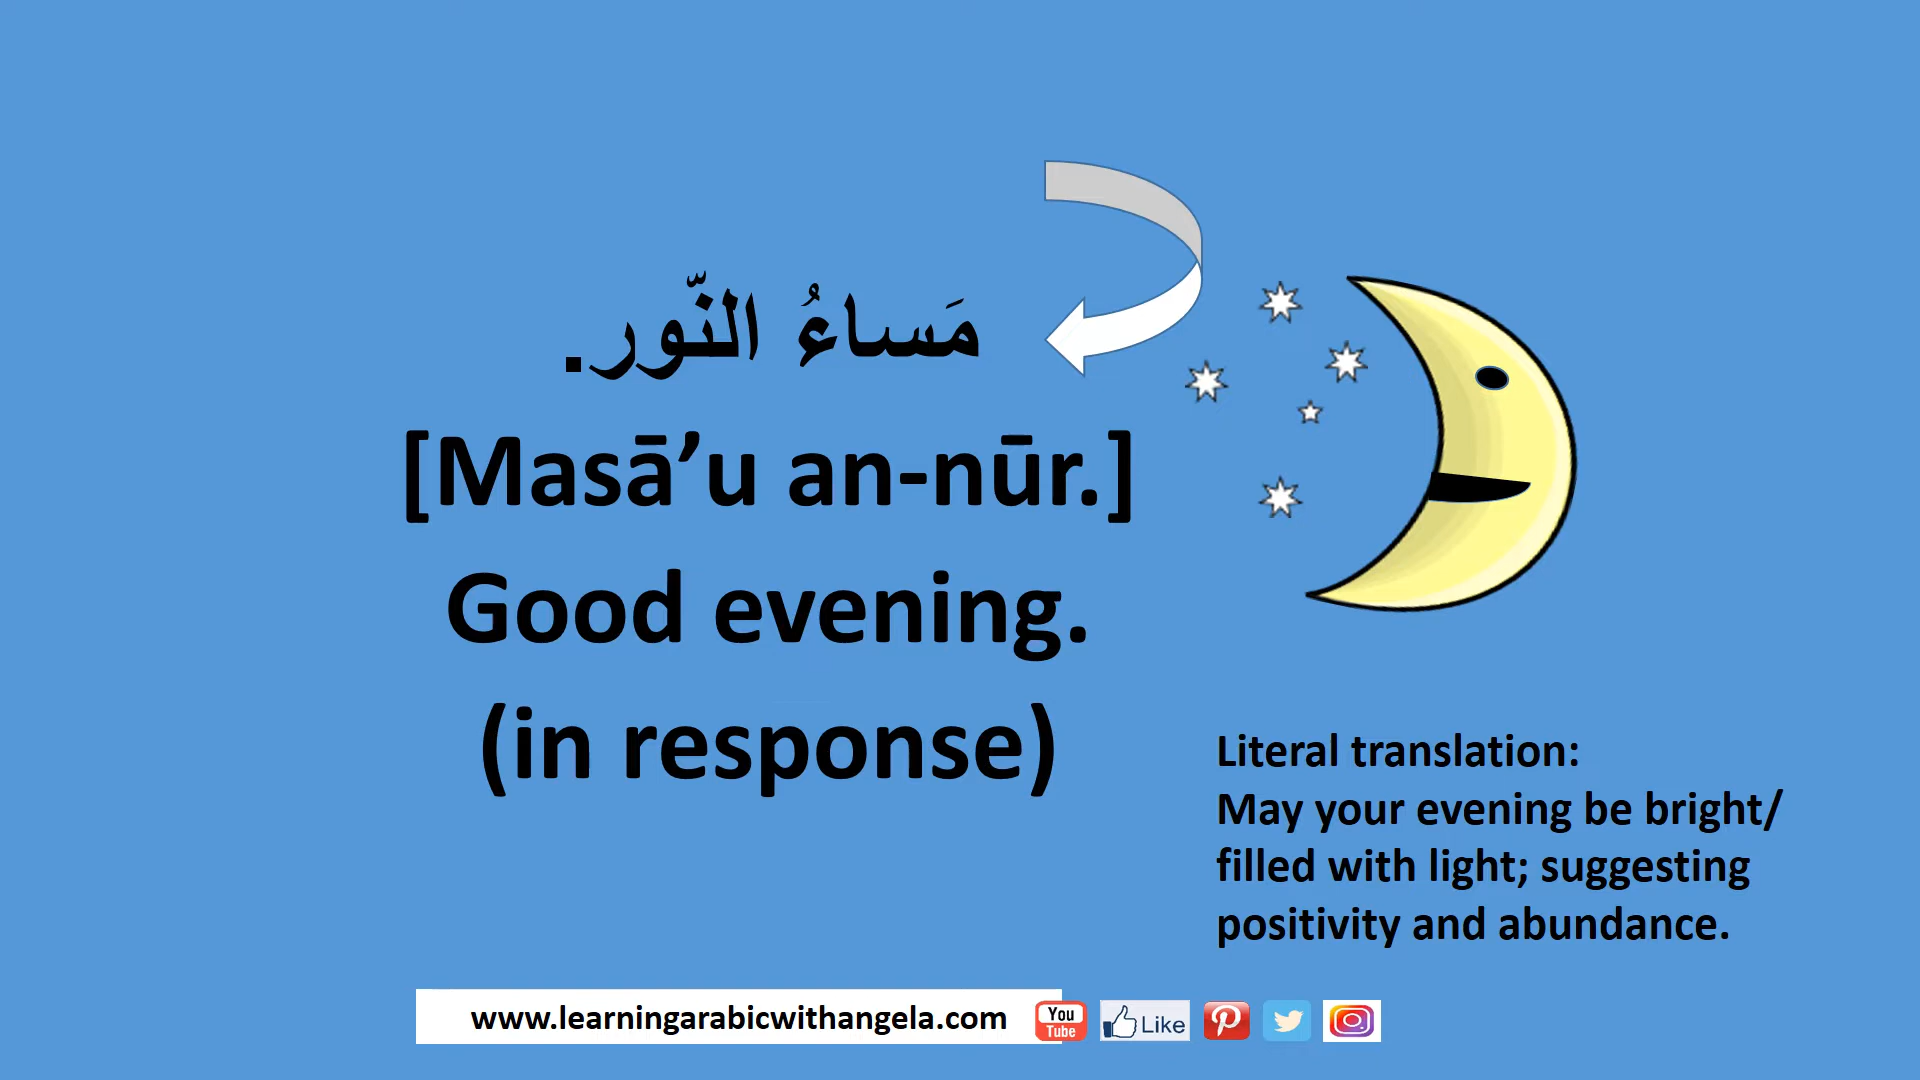 مَساءُ النّور.
[Masā’u an-nūr.]
Good evening.
(in response)
Literal translation:
May your evening be bright/
filled with light; suggesting
positivity and abundance.
www.learningarabicwithangela.com
You
Tube
Like